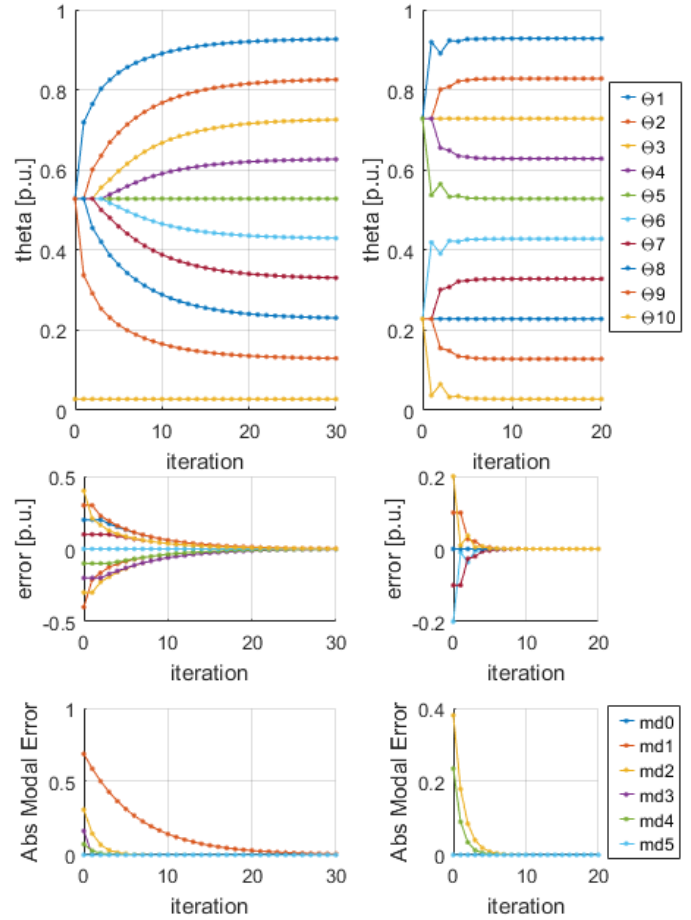 1
0.8
0.6
0.4
0.2
0
theta [p.u.]
0 10 20 30
iteration
1
0.8
0.6
0.4
0.2
0
theta [p.u.]
0 10 20
iteration
Θ1
Θ2
Θ3
Θ4
Θ5
Θ6
Θ7
Θ8
Θ9
Θ10
0.5
0
-0.5
error [p.u.]
0 10 20 30
iteration
0.2
0
-0.2
error [p.u.]
0 10 20
iteration
1
0.5
0
Abs Modal Error
0 10 20 30
iteration
0.4
0.2
0
Abs Modal Error
0 10 20
iteration
md0
md1
md2
md3
md4
md5